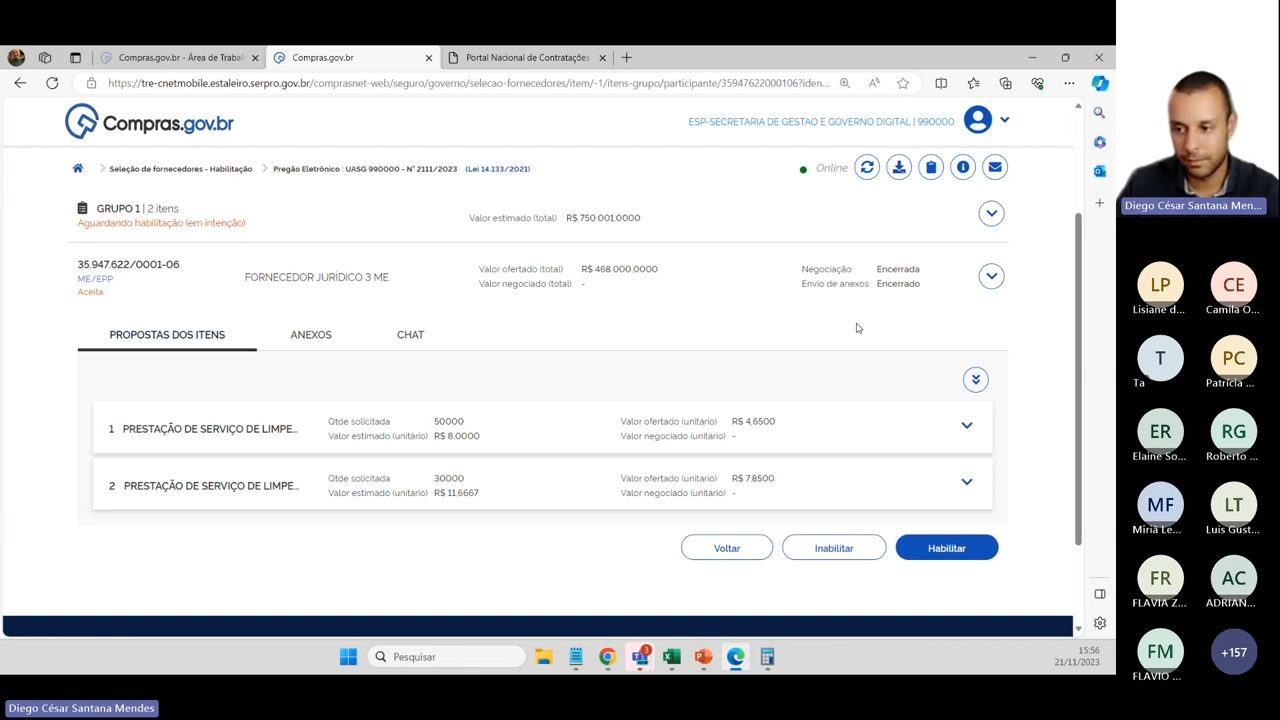 Compras.gov.br - Área de Trabal
Compras.gov.br
Portal Nacional de Contratações
https://tre-cnetmobile.estaleiro.serpro.gov.br/comprasnet-web/seguro/governo/selecao-fornecedores/item/-1/itens-grupo/participante/35947622000106?iden...
Compras.gov.br
ESP-SECRETARIA DE GESTAO E GOVERNO DIGITAL | 990000
Seleção de fornecedores - Habilitação
Pregão Eletrônico : UASG 990000 - N° 2111/2023 (Lei 14.133/2021)
Online
GRUPO 1 | 2 itens
Aguardando habilitação (em intenção)
Valor estimado (total) R$ 750.001,0000
35.947.622/0001-06
ME/EPP
Aceita
FORNECEDOR JURÍDICO 3 ME
Valor ofertado (total) R$ 468.000,0000
Valor negociado (total) -
Negociação Encerrada
Envio de anexos Encerrado
PROPOSTAS DOS ITENS
ANEXOS
CHAT
1 PRESTAÇÃO DE SERVIÇO DE LIMPE...
Qtde solicitada 50000
Valor estimado (unitário) R$ 8,0000
Valor ofertado (unitário) R$ 4,6500
Valor negociado (unitário) -
2 PRESTAÇÃO DE SERVIÇO DE LIMPE...
Qtde solicitada 30000
Valor estimado (unitário) R$ 11,6667
Valor ofertado (unitário) R$ 7,8500
Valor negociado (unitário) -
Voltar
Inabilitar
Habilitar
Pesquisar
3
15:56
21/11/2023
Diego César Santana Mendes
Diego César Santana Men...
LP
Lisiane d...
CE
Camila O...
T
Ta
PC
Patrícia ...
ER
Elaine So...
RG
Roberto ...
MF
Miriã Le...
LT
Luis Gust...
FR
FLAVIA Z...
AC
ADRIAN...
FM
FLAVIO ...
+157